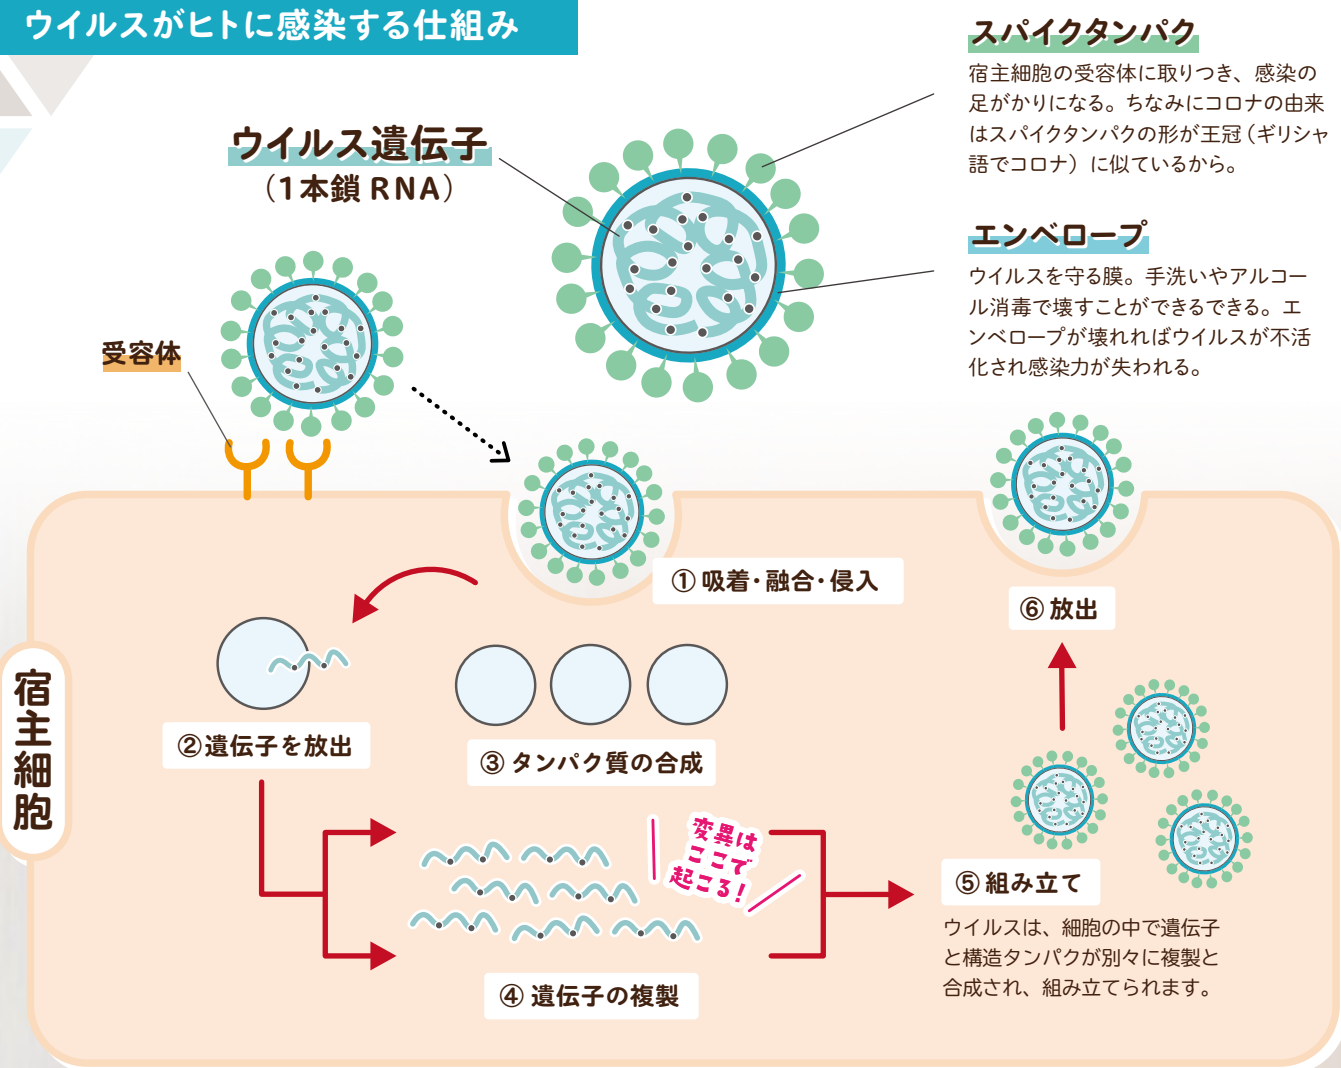 ウイルスがヒトに感染する仕組み
スパイクタンパク
宿主細胞の受容体に取りつき、感染の
足がかりになる。ちなみにコロナの由来
はスパイクタンパクの形が王冠（ギリシャ
語でコロナ）に似ているから。
ウイルス遺伝子
（1本鎖 RNA）
エンベロープ
ウイルスを守る膜。手洗いやアルコー
ル消毒で壊すことができるできる。エ
ンベロープが壊れればウイルスが不活
化され感染力が失われる。
受容体
①吸着・融合・侵入
⑥放出
宿主細胞
②遺伝子を放出
③タンパク質の合成
変異は
ここで
起こる！
④遺伝子の複製
⑤組み立て
ウイルスは、細胞の中で遺伝子
と構造タンパクが別々に複製と
合成され、組み立てられます。